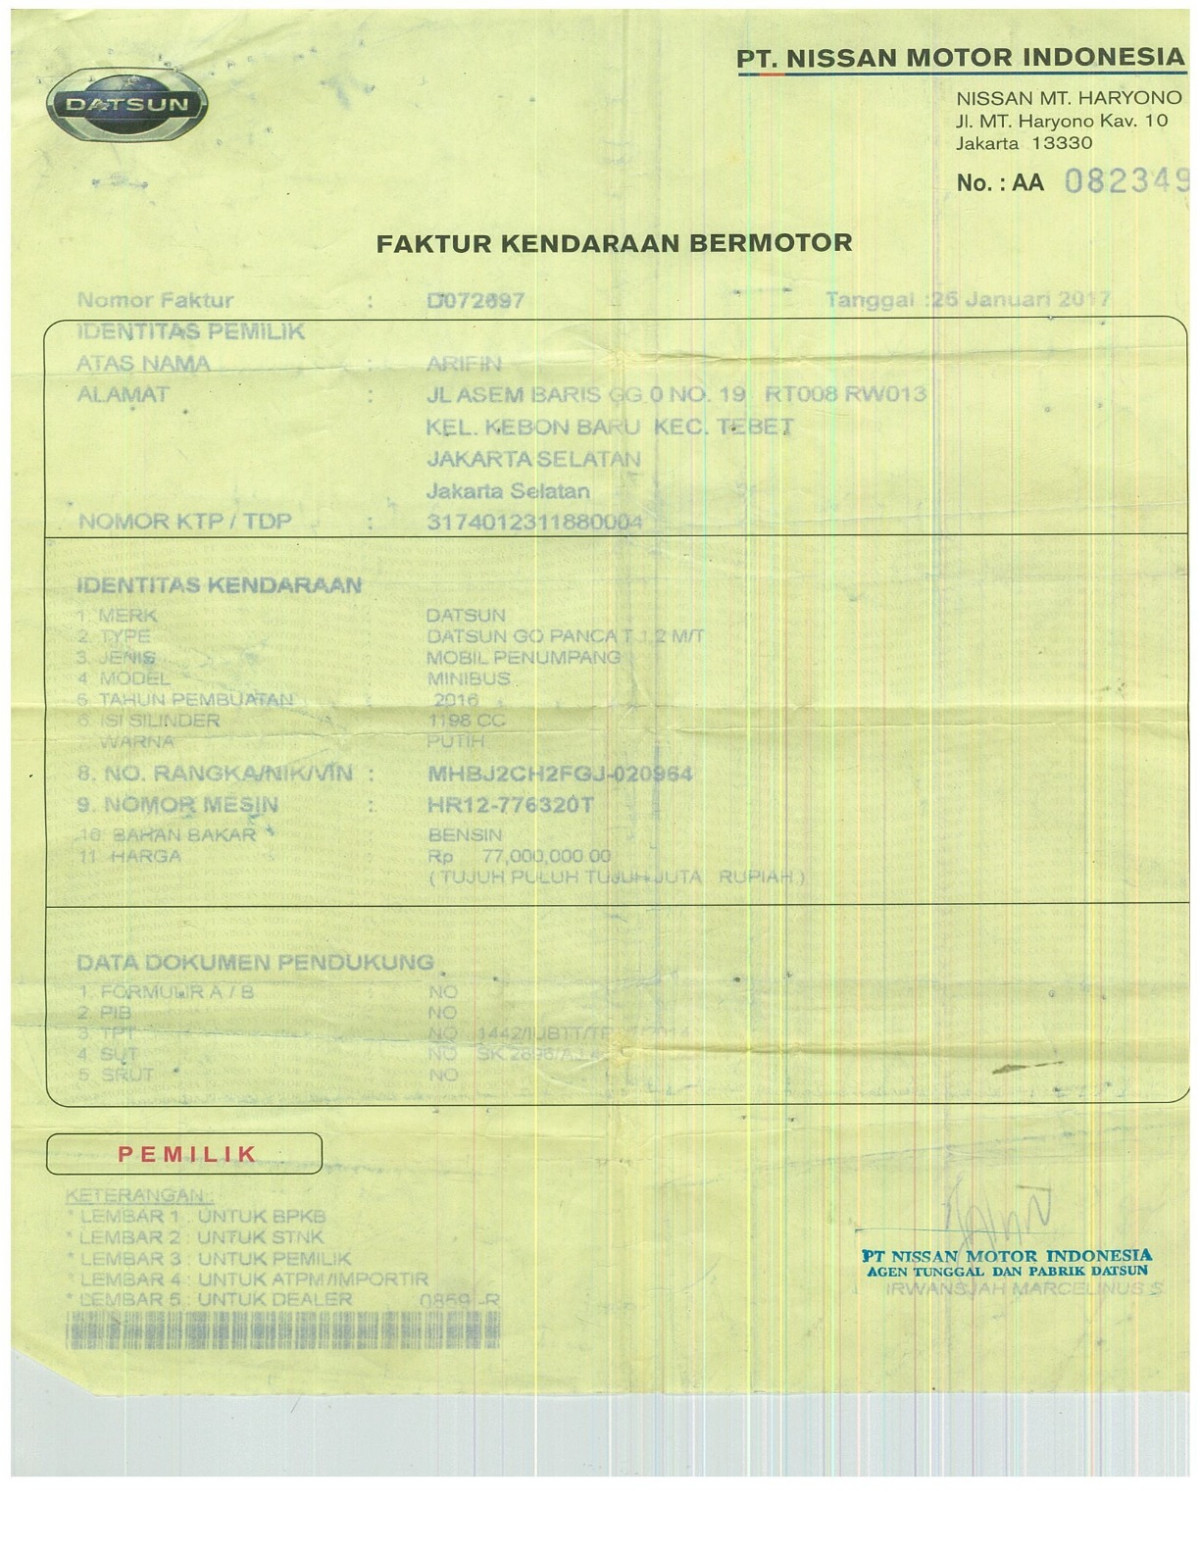 DATSUN
PT. NISSAN MOTOR INDONESIA
NISSAN MT. HARYONO
Jl. MT. Haryono Kav. 10
Jakarta 13330
No. : AA 082349
FAKTUR KENDARAAN BERMOTOR
Nomor Faktur : D072697 Tanggal :26 Januari 2017
IDENTITAS PEMILIK
ATAS NAMA : ARIFIN
ALAMAT : JL ASEM BARIS GG.0 NO. 19 RT008 RW013
KEL. KEBON BARU KEC. TEBET
JAKARTA SELATAN
Jakarta Selatan
NOMOR KTP / TDP : 3174012311880004
IDENTITAS KENDARAAN
1. MERK : DATSUN
2. TYPE : DATSUN GO PANCA T 1.2 M/T
3. JENIS : MOBIL PENUMPANG
4. MODEL : MINIBUS
5. TAHUN PEMBUATAN : 2016
6. ISI SILINDER : 1198 CC
7. WARNA : PUTIH
8. NO. RANGKA/NIK/VIN : MHBJ2CH2FGJ-020964
9. NOMOR MESIN : HR12-776320T
10. BAHAN BAKAR : BENSIN
11. HARGA : Rp 77,000,000.00
( TUJUH PULUH TUJUH JUTA RUPIAH )
DATA DOKUMEN PENDUKUNG
1. FORMULIR A / B : NO
2. PIB : NO
3. TPT : NO
4. SUT : NO
5. SRUT : NO
PEMILIK
KETERANGAN :
* LEMBAR 1 : UNTUK BPKB
* LEMBAR 2 : UNTUK STNK
* LEMBAR 3 : UNTUK PEMILIK
* LEMBAR 4 : UNTUK ATPM/IMPORTIR
* LEMBAR 5 : UNTUK DEALER 0859 -R
PT NISSAN MOTOR INDONESIA
AGEN TUNGGAL DAN PABRIK DATSUN
IRWANSJAH MARCELINUS S